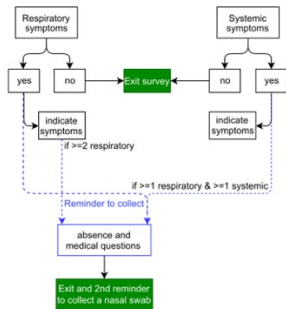 Respiratory
symptoms
Systemic
symptoms
yes
no
Exit survey
no
yes
indicate
symptoms
indicate
symptoms
if >=2 respiratory
if >=1 respiratory & >=1 systemic
Reminder to collect
absence and
medical questions
Exit and 2nd reminder
to collect a nasal swab